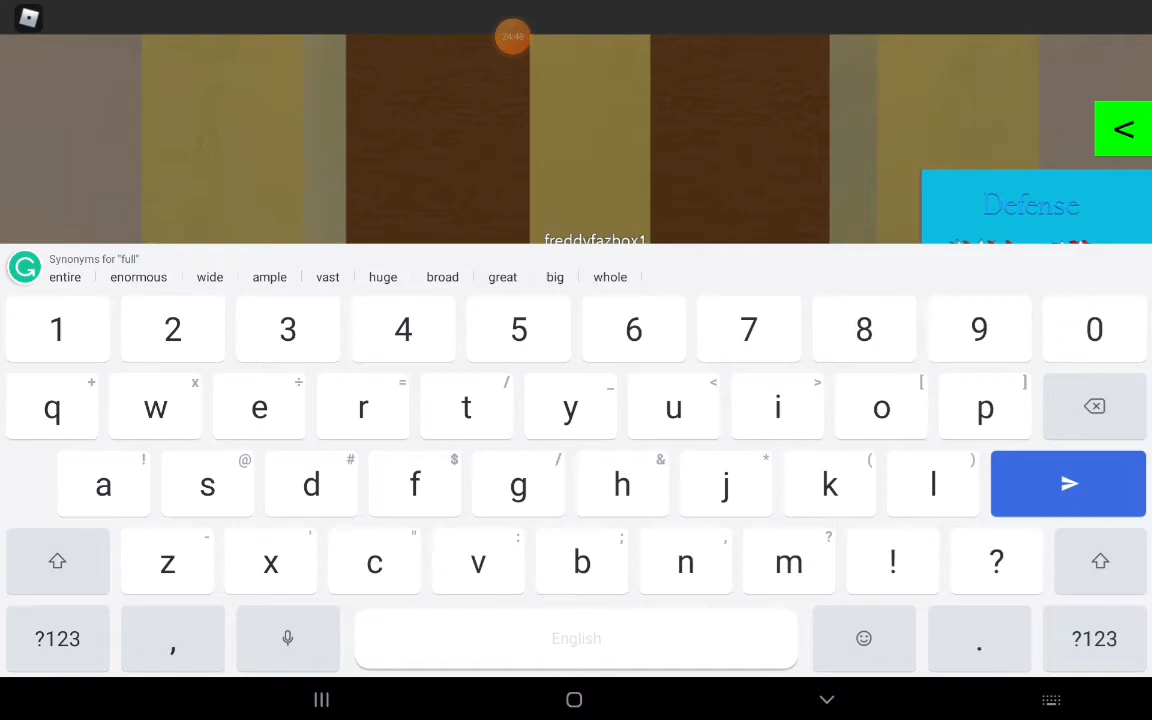 24:48
<
Defense
freddyfazbox1
Synonyms for "full"
entire enormous wide ample vast huge broad great big whole
1 2 3 4 5 6 7 8 9 0
+ x ÷ = / _ < > [ ]
q w e r t y u i o p
! @ # $ / & * ( )
a s d f g h j k l
- ' " : ; , ?
z x c v b n m ! ?
?123 , English . ?123